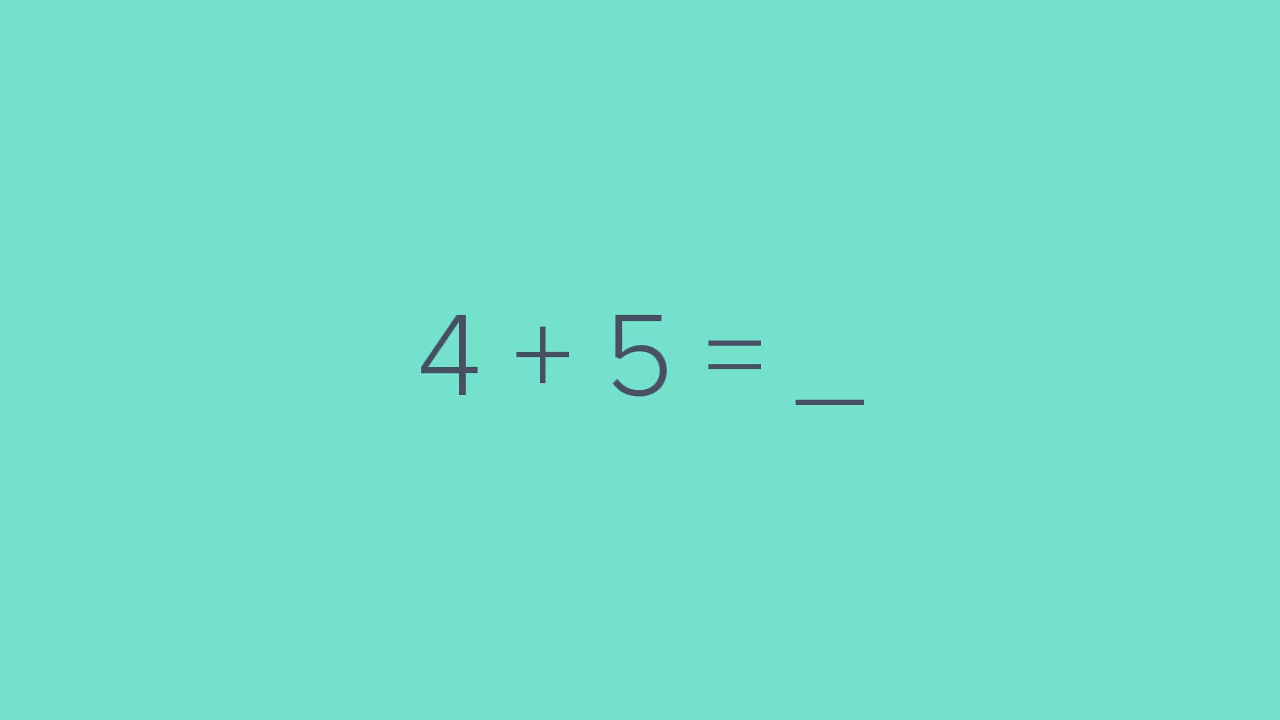 4 + 5 = _